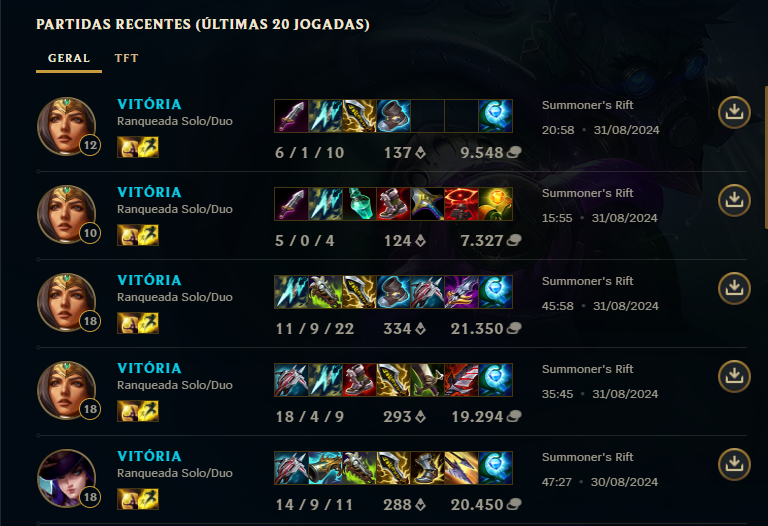 PARTIDAS RECENTES (ÚLTIMAS 20 JOGADAS)
GERAL TFT
VITÓRIA
Ranqueada Solo/Duo
12
6 / 1 / 10 137 9.548
Summoner's Rift
20:58 • 31/08/2024
VITÓRIA
Ranqueada Solo/Duo
10
5 / 0 / 4 124 7.327
Summoner's Rift
15:55 • 31/08/2024
VITÓRIA
Ranqueada Solo/Duo
18
11 / 9 / 22 334 21.350
Summoner's Rift
45:58 • 31/08/2024
VITÓRIA
Ranqueada Solo/Duo
18
18 / 4 / 9 293 19.294
Summoner's Rift
35:45 • 31/08/2024
VITÓRIA
Ranqueada Solo/Duo
18
14 / 9 / 11 288 20.450
Summoner's Rift
47:27 • 30/08/2024